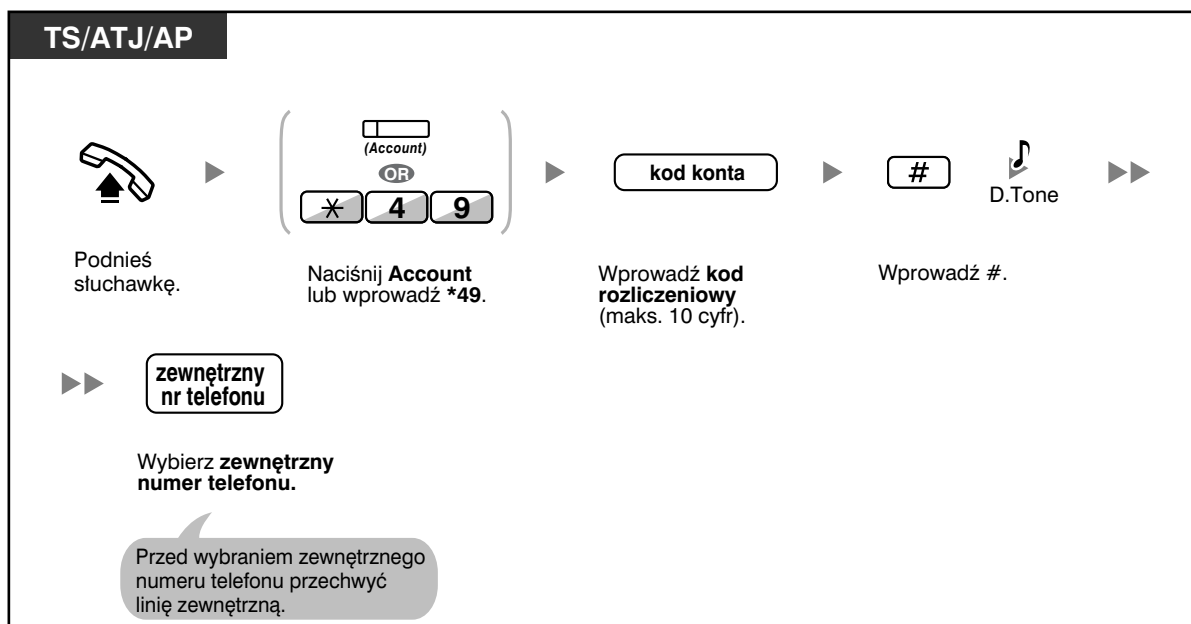 TS/ATJ/AP
(Account)
OR
* 4 9
kod konta
#
D.Tone
Podnieś
słuchawkę.
Naciśnij Account
lub wprowadź *49.
Wprowadź kod
rozliczeniowy
(maks. 10 cyfr).
Wprowadź #.
zewnętrzny
nr telefonu
Wybierz zewnętrzny
numer telefonu.
Przed wybraniem zewnętrznego
numeru telefonu przechwyć
linię zewnętrzną.